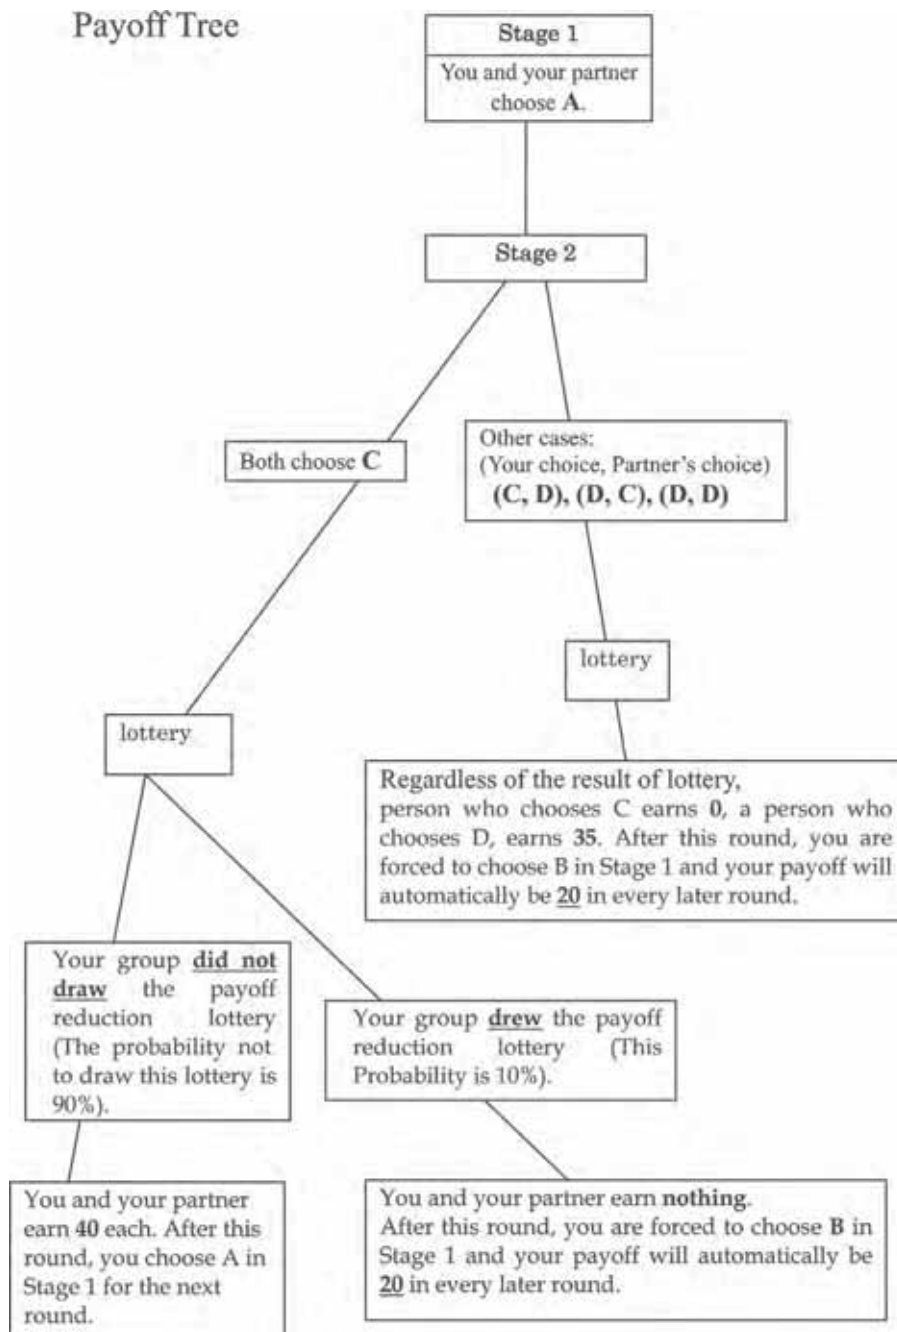 Payoff Tree
Stage 1
You and your partner
choose A.
Stage 2
Both choose C
Other cases:
(Your choice, Partner's choice)
(C, D), (D, C), (D, D)
lottery
lottery
Regardless of the result of lottery,
person who chooses C earns 0, a person who
chooses D, earns 35. After this round, you are
forced to choose B in Stage 1 and your payoff will
automatically be 20 in every later round.
Your group did not
draw the payoff
reduction lottery
(The probability not
to draw this lottery is
90%).
Your group drew the payoff
reduction lottery (This
Probability is 10%).
You and your partner
earn 40 each. After this
round, you choose A in
Stage 1 for the next
round.
You and your partner earn nothing.
After this round, you are forced to choose B in
Stage 1 and your payoff will automatically be
20 in every later round.